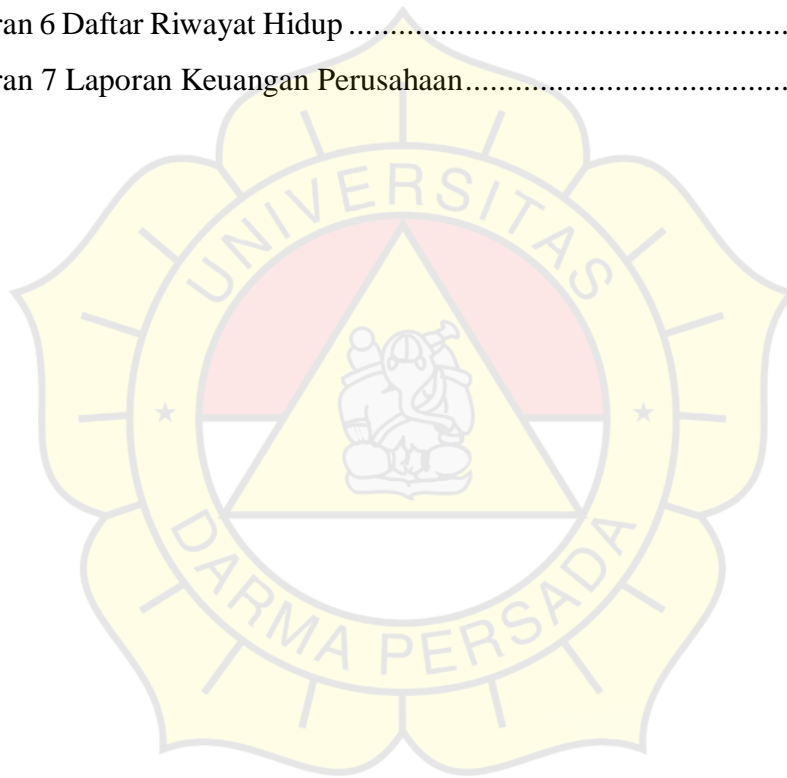 ran 6 Daftar Riwayat Hidup ....................................................
ran 7 Laporan Keuangan Perusahaan.......................................
UNIVERSITAS
DARMA PERSADA